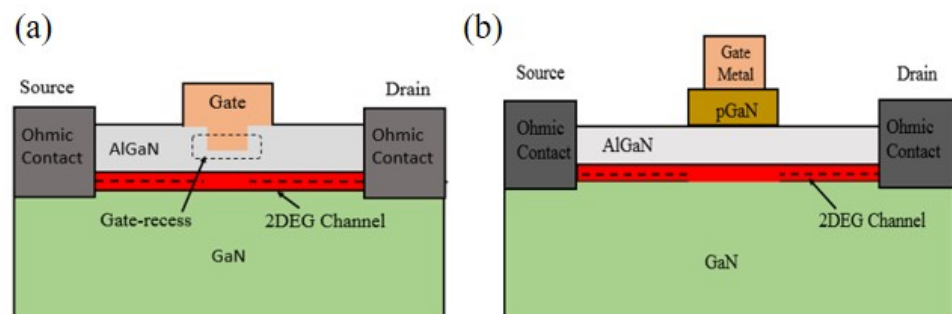 (a)
Source
Gate
Drain
Ohmic
Contact
AlGaN
Ohmic
Contact
Gate-recess
2DEG Channel
GaN
(b)
Source
Gate
Metal
Drain
pGaN
Ohmic
Contact
AlGaN
Ohmic
Contact
2DEG Channel
GaN